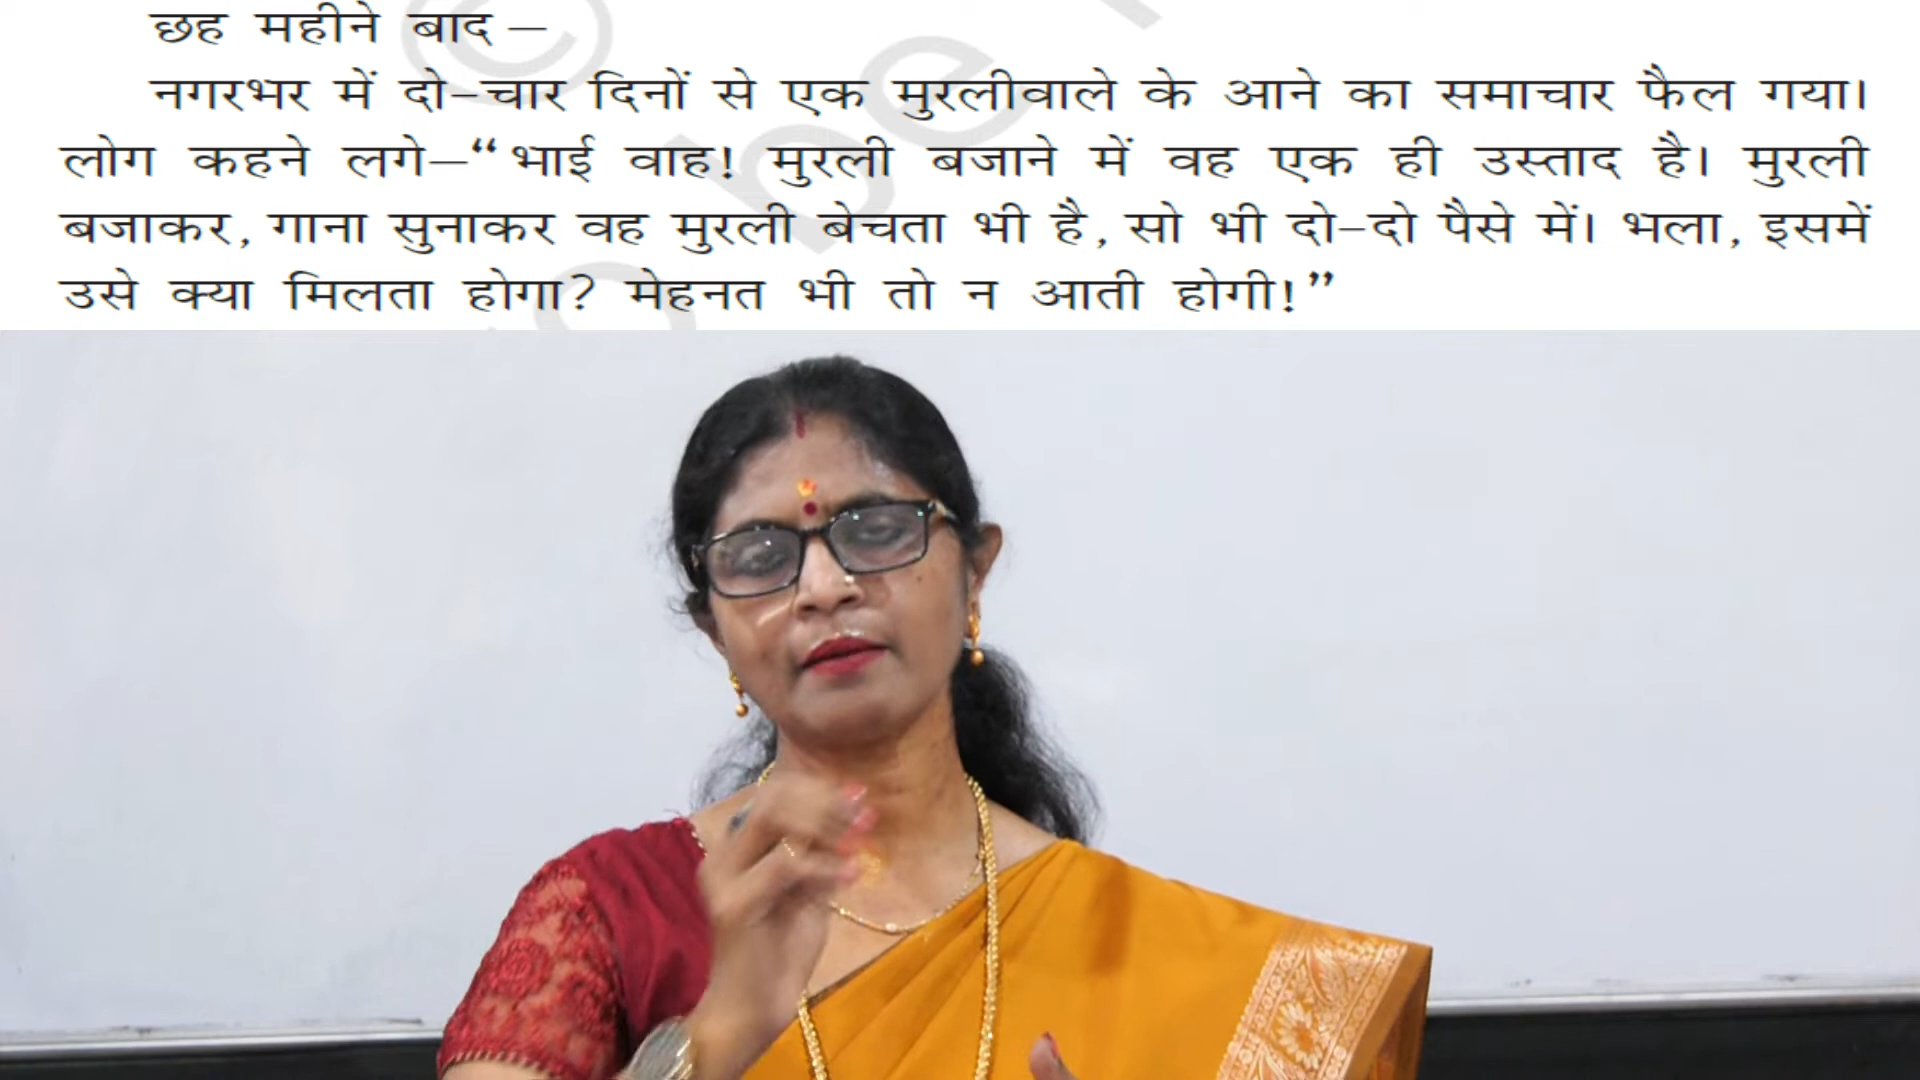 छह महीने बाद –
नगरभर में दो-चार दिनों से एक मुरलीवाले के आने का समाचार फैल गया।
लोग कहने लगे–“भाई वाह! मुरली बजाने में वह एक ही उस्ताद है। मुरली
बजाकर, गाना सुनाकर वह मुरली बेचता भी है, सो भी दो-दो पैसे में। भला, इसमें
उसे क्या मिलता होगा? मेहनत भी तो न आती होगी!”